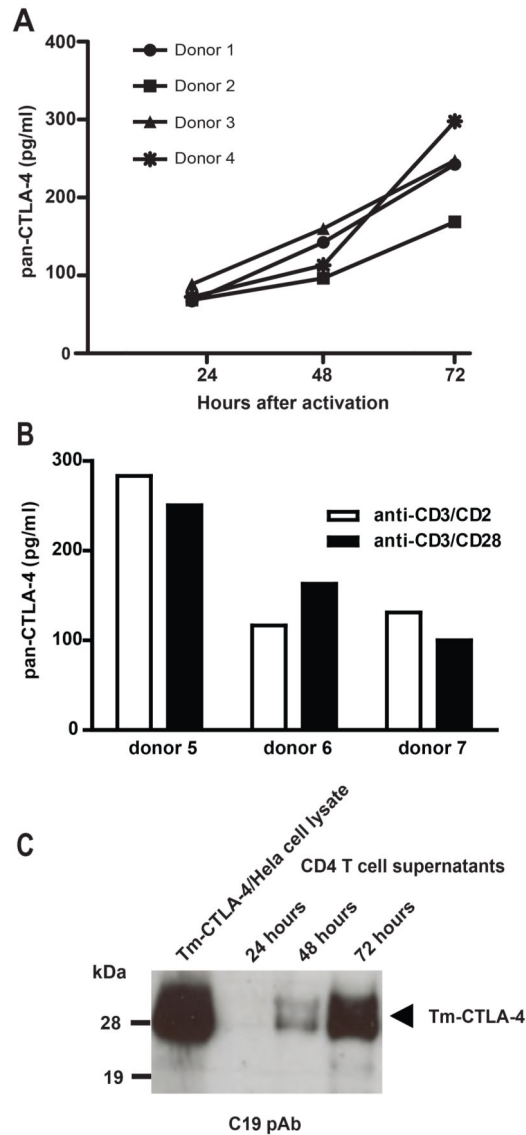 A
400
300
200
100
0
pan-CTLA-4 (pg/ml)
Donor 1
Donor 2
Donor 3
Donor 4
24 48 72
Hours after activation
B
300
200
100
0
pan-CTLA-4 (pg/ml)
anti-CD3/CD2
anti-CD3/CD28
donor 5 donor 6 donor 7
C
Tm-CTLA-4/Hela cell lysate
CD4 T cell supernatants
24 hours
48 hours
72 hours
kDa
28
19
Tm-CTLA-4
C19 pAb